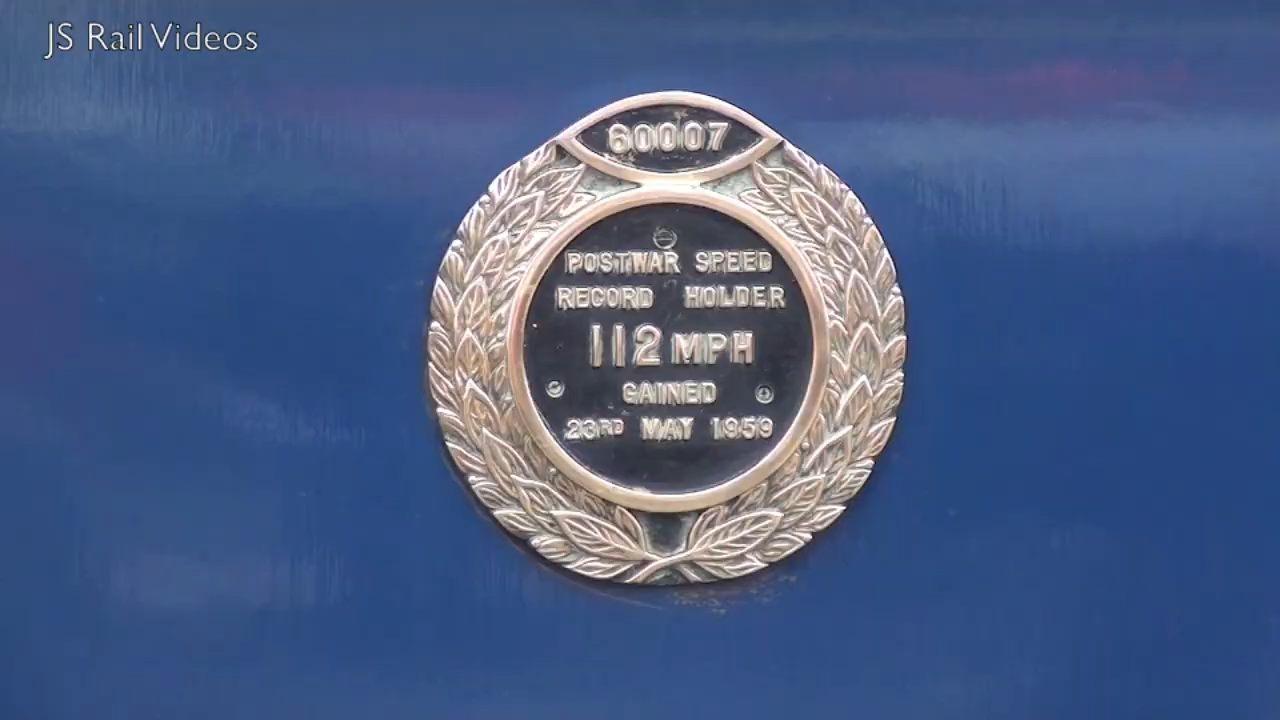 JS Rail Videos
60007
POSTWAR SPEED
RECORD HOLDER
112 MPH
GAINED
23RD MAY 1959